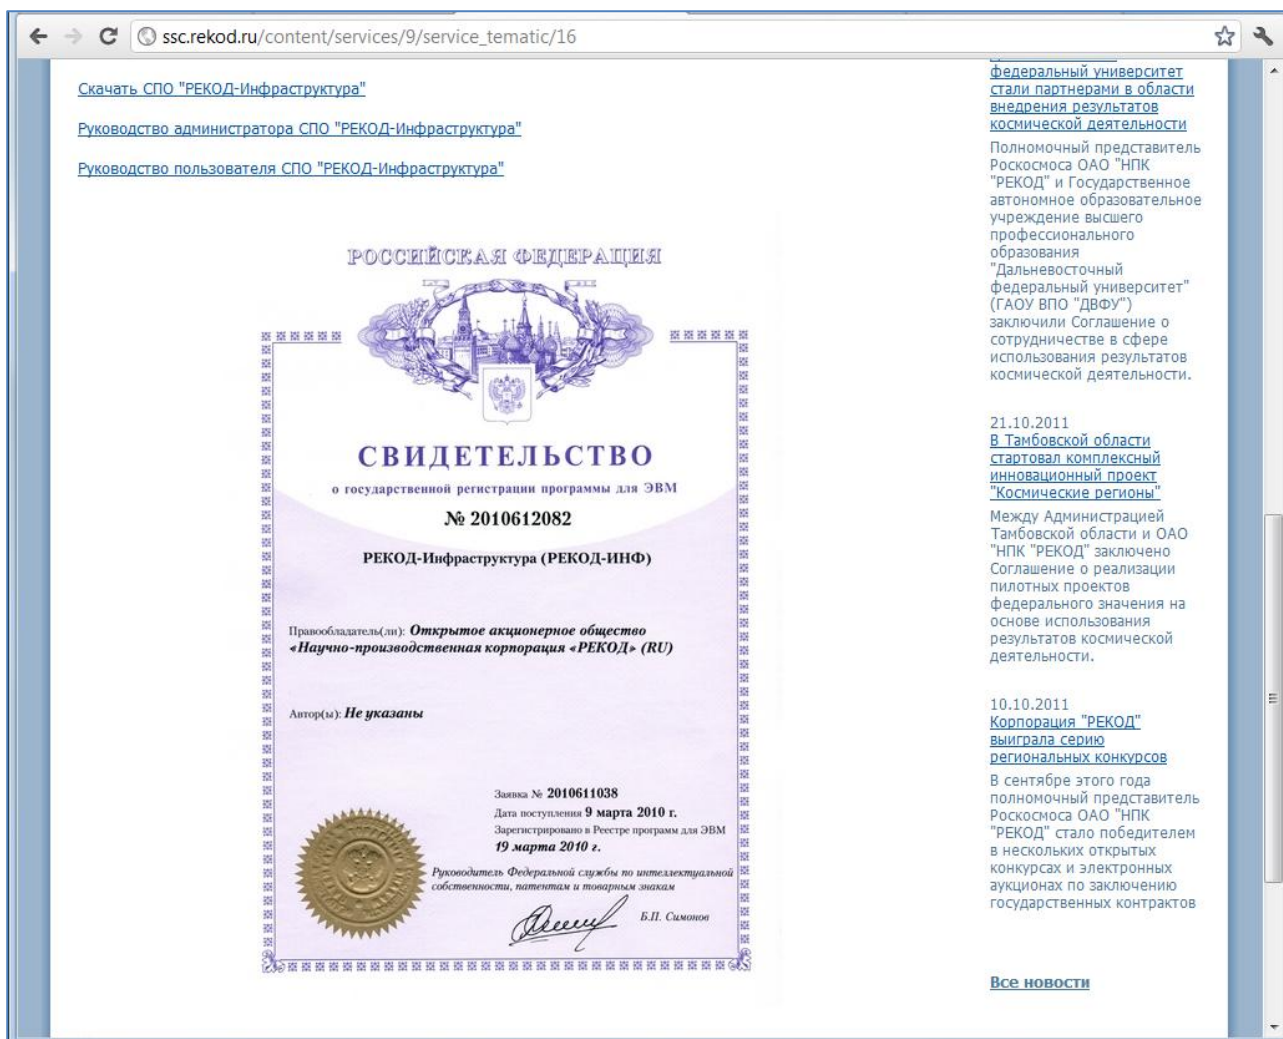 ssc.rekod.ru/content/services/9/service_tematic/16
Скачать СПО "РЕКОД-Инфраструктура"
Руководство администратора СПО "РЕКОД-Инфраструктура"
Руководство пользователя СПО "РЕКОД-Инфраструктура"
РОССИЙСКАЯ ФЕДЕРАЦИЯ
СВИДЕТЕЛЬСТВО
о государственной регистрации программы для ЭВМ
№ 2010612082
РЕКОД-Инфраструктура (РЕКОД-ИНФ)
Правообладатель(ли): Открытое акционерное общество
«Научно-производственная корпорация «РЕКОД» (RU)
Автор(ы): Не указаны
Заявка № 2010611038
Дата поступления 9 марта 2010 г.
Зарегистрировано в Реестре программ для ЭВМ
19 марта 2010 г.
Руководитель Федеральной службы по интеллектуальной
собственности, патентам и товарным знакам
Б.П. Симонов
федеральный университет
стали партнерами в области
внедрения результатов
космической деятельности
Полномочный представитель
Роскосмоса ОАО "НПК
"РЕКОД" и Государственное
автономное образовательное
учреждение высшего
профессионального
образования
"Дальневосточный
федеральный университет"
(ГАОУ ВПО "ДВФУ")
заключили Соглашение о
сотрудничестве в сфере
использования результатов
космической деятельности.
21.10.2011
В Тамбовской области
стартовал комплексный
инновационный проект
"Космические регионы"
Между Администрацией
Тамбовской области и ОАО
"НПК "РЕКОД" заключено
Соглашение о реализации
пилотных проектов
федерального значения на
основе использования
результатов космической
деятельности.
10.10.2011
Корпорация "РЕКОД"
выиграла серию
региональных конкурсов
В сентябре этого года
полномочный представитель
Роскосмоса ОАО "НПК
"РЕКОД" стало победителем
в нескольких открытых
конкурсах и электронных
аукционах по заключению
государственных контрактов
Все новости